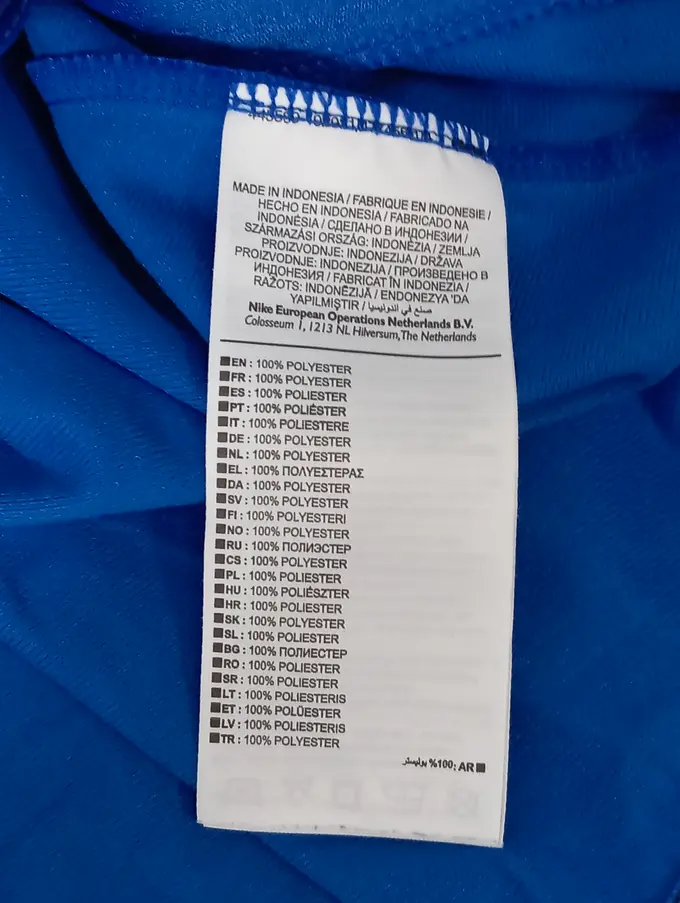 MADE IN INDONESIA / FABRIQUE EN INDONESIE /
HECHO EN INDONESIA / FABRICADO NA
INDONÉSIA / СДЕЛАНО В ИНДОНЕЗИИ /
SZÁRMAZÁSI ORSZÁG: INDONÉZIA / ZEMLJA
PROIZVODNJE: INDONEZIJA / DRŽAVA
PROIZVODNJE: INDONEZIJA / ПРОИЗВЕДЕНО В
ИНДОНЕЗИЯ / FABRICAT ÎN INDONEZIA /
RAŽOTS: INDONĒZIJĀ / ENDONEZYA 'DA
YAPILMIŞTIR / صنع في اندونيسيا
Nike European Operations Netherlands B.V.
Colosseum 1, 1213 NL Hilversum, The Netherlands
EN : 100% POLYESTER
FR : 100% POLYESTER
ES : 100% POLIESTER
PT : 100% POLIÉSTER
IT : 100% POLIESTERE
DE : 100% POLYESTER
NL : 100% POLYESTER
EL : 100% ΠΟΛΥΕΣΤΕΡΑΣ
DA : 100% POLYESTER
SV : 100% POLYESTER
FI : 100% POLYESTERI
NO : 100% POLYESTER
RU : 100% ПОЛИЭСТЕР
CS : 100% POLYESTER
PL : 100% POLIESTER
HU : 100% POLIÉSZTER
HR : 100% POLIESTER
SK : 100% POLYESTER
SL : 100% POLIESTER
BG : 100% ПОЛИЕСТЕР
RO : 100% POLIESTER
SR : 100% POLIESTER
LT : 100% POLIESTERIS
ET : 100% POLÜESTER
LV : 100% POLIESTERIS
TR : 100% POLYESTER
AR :100% بوليستر